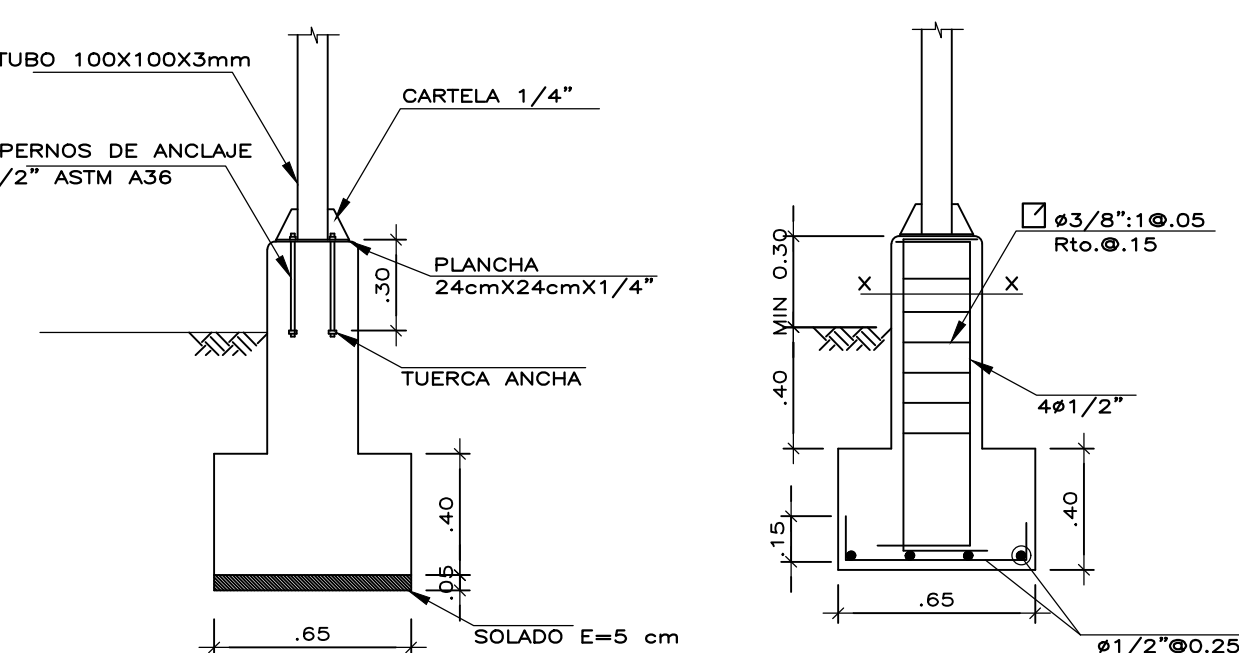 TUBO 100X100X3mm
CARTELA 1/4"
PERNOS DE ANCLAJE
/2" ASTM A36
PLANCHA
24cmX24cmX1/4"
.30
TUERCA ANCHA
.40
.05
SOLADO E=5 cm
.65
ø3/8":1@.05
Rto.@.15
MIN 0.30
X X
.40
4ø1/2"
.15
.40
.65
ø1/2"@0.25